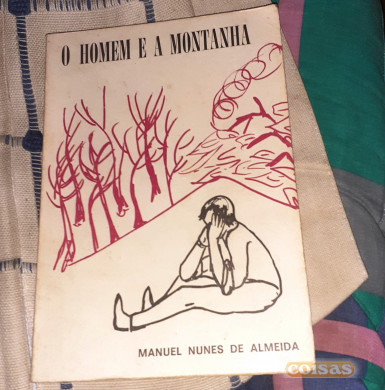 O HOMEM E A MONTANHA
MANUEL NUNES DE ALMEIDA
coisas